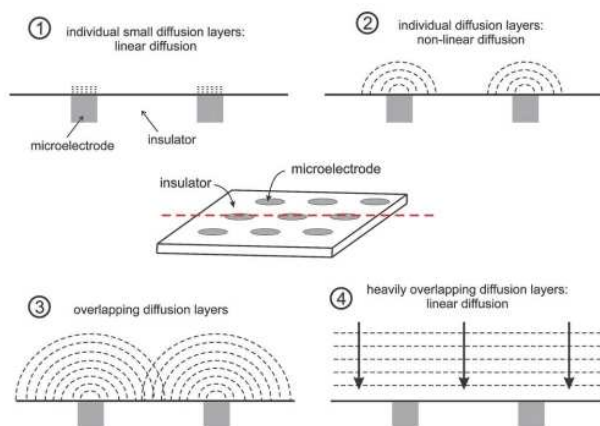 1 individual small diffusion layers:
linear diffusion
microelectrode
insulator
2 individual diffusion layers:
non-linear diffusion
insulator
microelectrode
3 overlapping diffusion layers
4 heavily overlapping diffusion layers:
linear diffusion